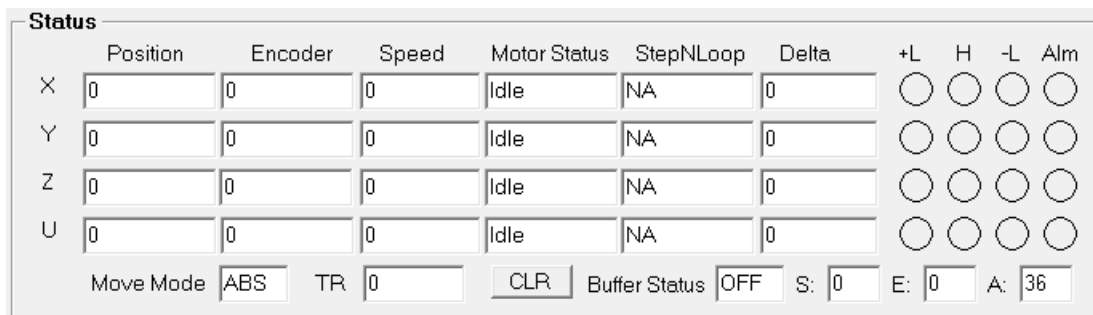 Status
Position Encoder Speed Motor Status StepNLoop Delta +L H -L Alm
X 0 0 0 Idle NA 0
Y 0 0 0 Idle NA 0
Z 0 0 0 Idle NA 0
U 0 0 0 Idle NA 0
Move Mode ABS TR 0 CLR Buffer Status OFF S: 0 E: 0 A: 36